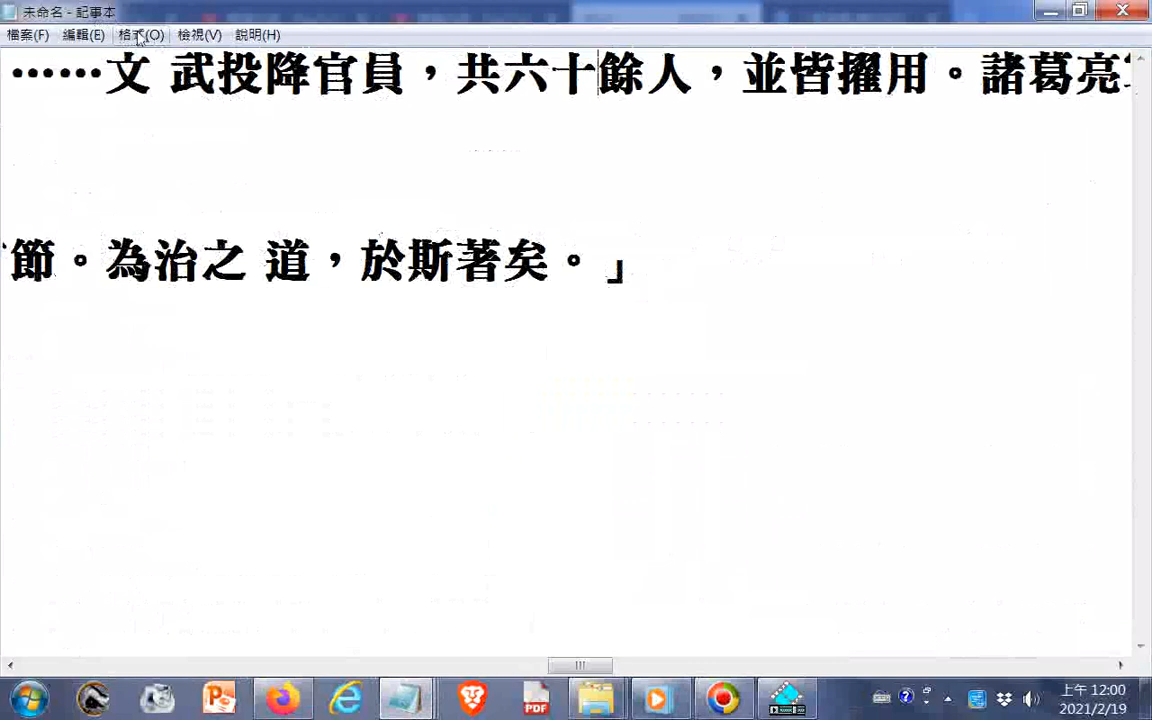 未命名 - 記事本
檔案(F) 編輯(E) 格式(O) 檢視(V) 說明(H)
……文 武投降官員，共六十餘人，並皆擢用。諸葛亮
節。為治之 道，於斯著矣。」
PDF
上午 12:00
2021/2/19